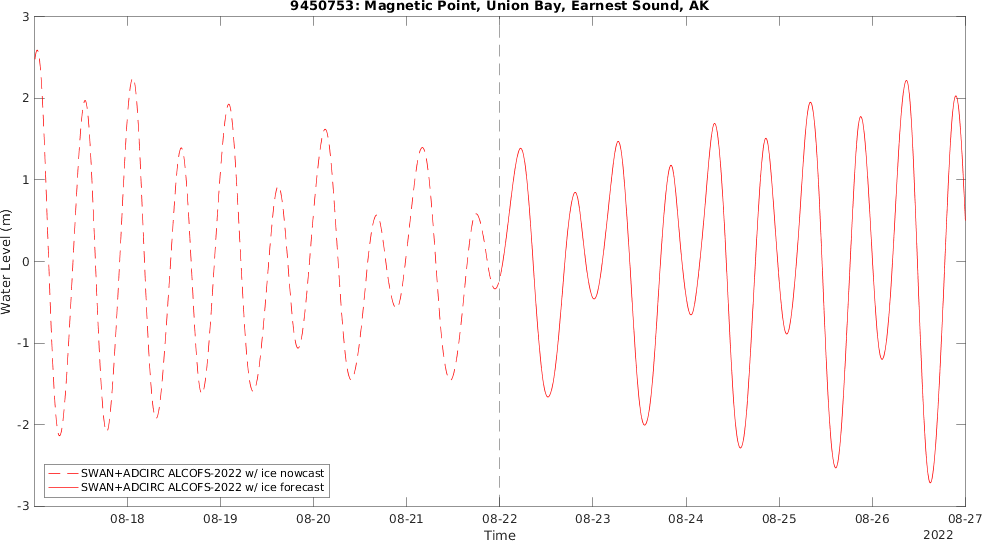 9450753: Magnetic Point, Union Bay, Earnest Sound, AK
3
2
1
0
-1
-2
-3
Water Level (m)
SWAN+ADCIRC ALCOFS-2022 w/ ice nowcast
SWAN+ADCIRC ALCOFS-2022 w/ ice forecast
08-18 08-19 08-20 08-21 08-22 08-23 08-24 08-25 08-26 08-27
Time
2022